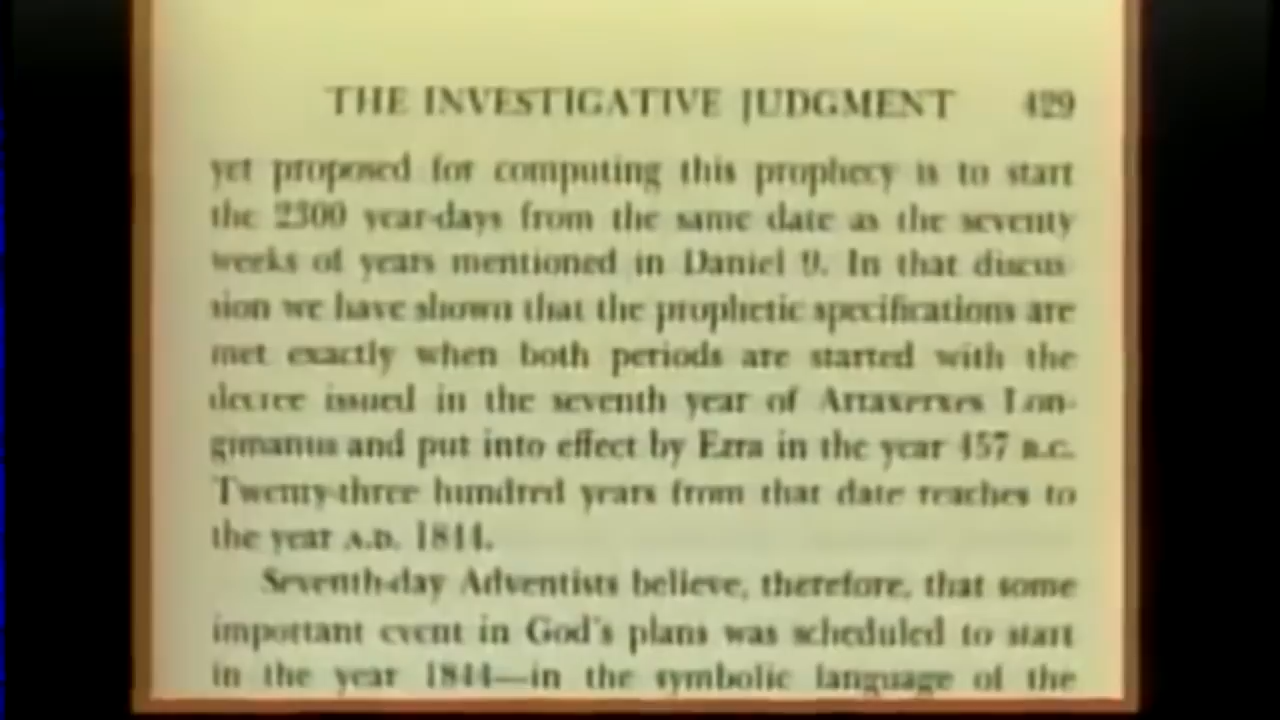 THE INVESTIGATIVE JUDGMENT 429
yet proposed for computing this prophecy is to start
the 2300 year-days from the same date as the seventy
weeks of years mentioned in Daniel 9. In that discus-
sion we have shown that the prophetic specifications are
met exactly when both periods are started with the
decree issued in the seventh year of Artaxerxes Lon-
gimanus and put into effect by Ezra in the year 457 B.C.
Twenty-three hundred years from that date reaches to
the year A.D. 1844.
Seventh-day Adventists believe, therefore, that some
important event in God's plans was scheduled to start
in the year 1844—in the symbolic language of the